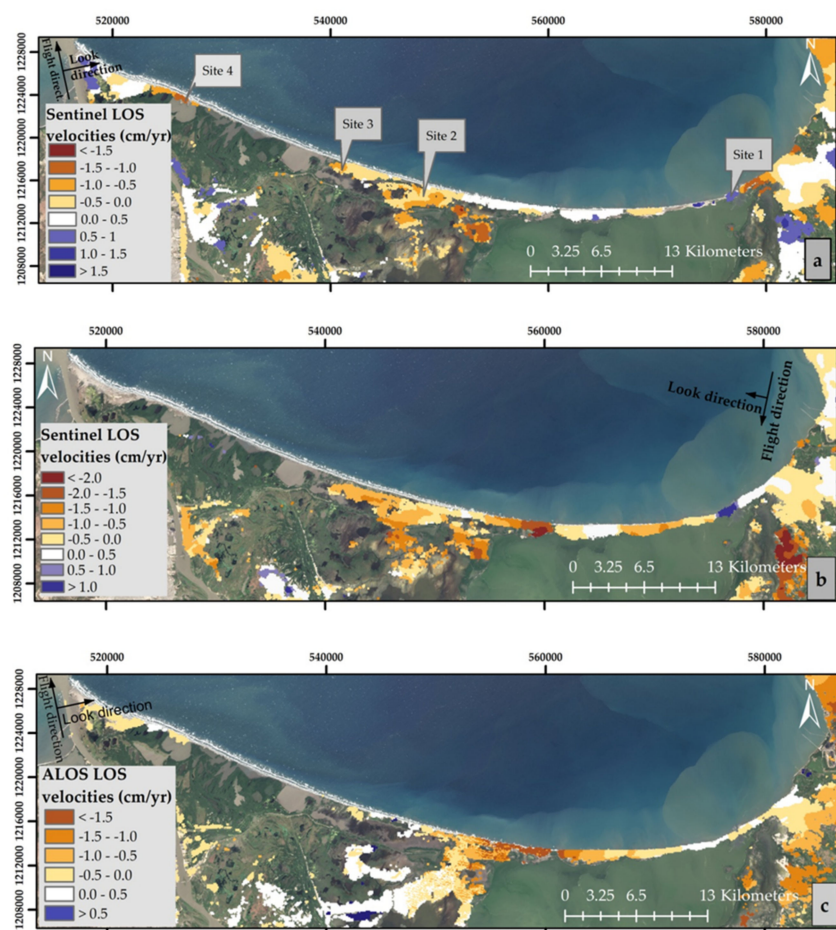 520000 540000 560000 580000
1228000
1224000
1220000
1216000
1212000
1208000
Flight direct.
Look
direction
N
Site 4
Site 3
Site 2
Site 1
Sentinel LOS
velocities (cm/yr)
< -1.5
-1.5 - -1.0
-1.0 - -0.5
-0.5 - 0.0
0.0 - 0.5
0.5 - 1
1.0 - 1.5
> 1.5
0 3.25 6.5 13 Kilometers
a
520000 540000 560000 580000
1228000
1224000
1220000
1216000
1212000
1208000
N
Look direction
Flight direction
Sentinel LOS
velocities (cm/yr)
< -2.0
-2.0 - -1.5
-1.5 - -1.0
-1.0 - -0.5
-0.5 - 0.0
0.0 - 0.5
0.5 - 1.0
> 1.0
0 3.25 6.5 13 Kilometers
b
520000 540000 560000 580000
1228000
1224000
1220000
1216000
1212000
1208000
Flight direction
Look direction
N
ALOS LOS
velocities (cm/yr)
< -1.5
-1.5 - -1.0
-1.0 - -0.5
-0.5 - 0.0
0.0 - 0.5
> 0.5
0 3.25 6.5 13 Kilometers
c